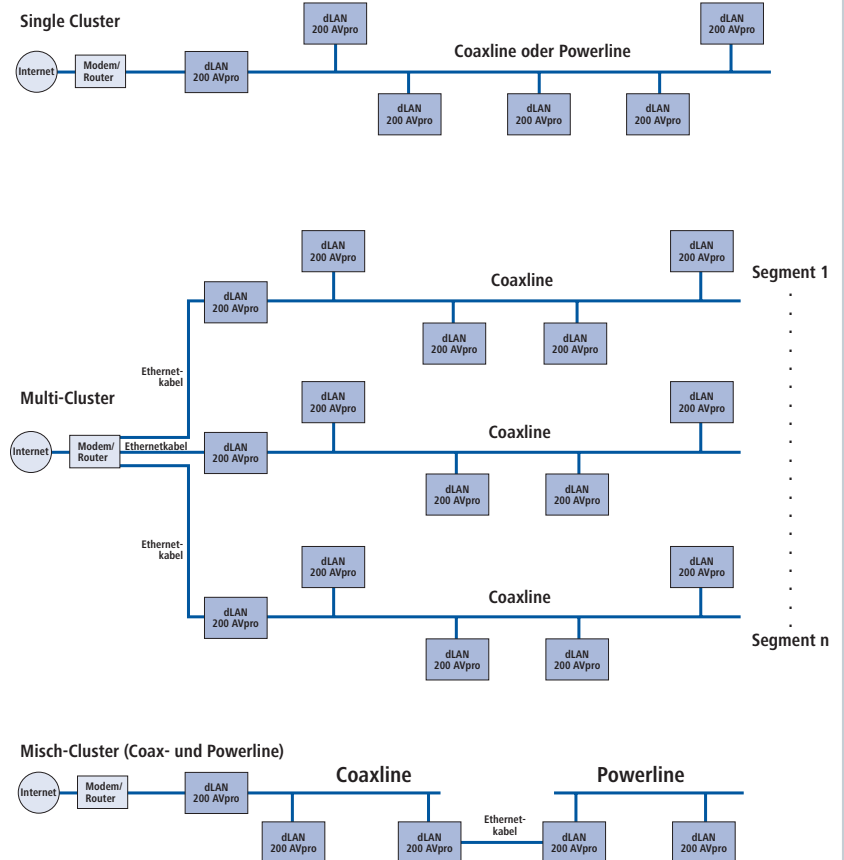 Single Cluster
dLAN
200 AVpro
dLAN
200 AVpro
Internet
Modem/
Router
dLAN
200 AVpro
Coaxline oder Powerline
dLAN
200 AVpro
dLAN
200 AVpro
dLAN
200 AVpro
dLAN
200 AVpro
dLAN
200 AVpro
Coaxline
Segment 1
dLAN
200 AVpro
dLAN
200 AVpro
dLAN
200 AVpro
Ethernet-
kabel
Multi-Cluster
dLAN
200 AVpro
dLAN
200 AVpro
Coaxline
Internet
Modem/
Router
Ethernetkabel
dLAN
200 AVpro
dLAN
200 AVpro
dLAN
200 AVpro
Ethernet-
kabel
dLAN
200 AVpro
dLAN
200 AVpro
Coaxline
dLAN
200 AVpro
dLAN
200 AVpro
dLAN
200 AVpro
Segment n
Misch-Cluster (Coax- und Powerline)
Internet
Modem/
Router
dLAN
200 AVpro
Coaxline
Powerline
Ethernet-
kabel
dLAN
200 AVpro
dLAN
200 AVpro
dLAN
200 AVpro
dLAN
200 AVpro